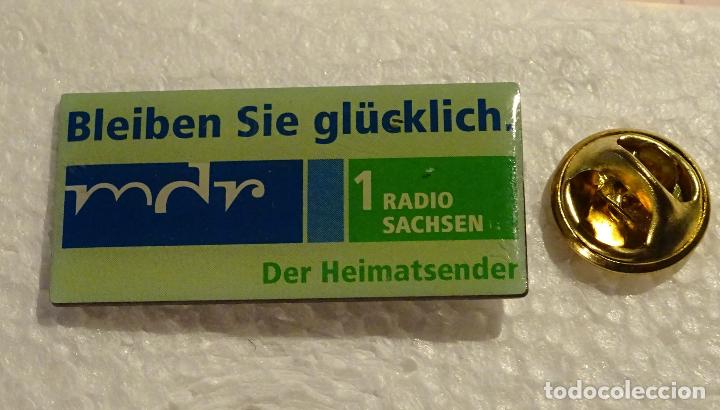 Bleiben Sie glücklich.
mdr 1 RADIO
SACHSEN
Der Heimatsender
todocoleccion